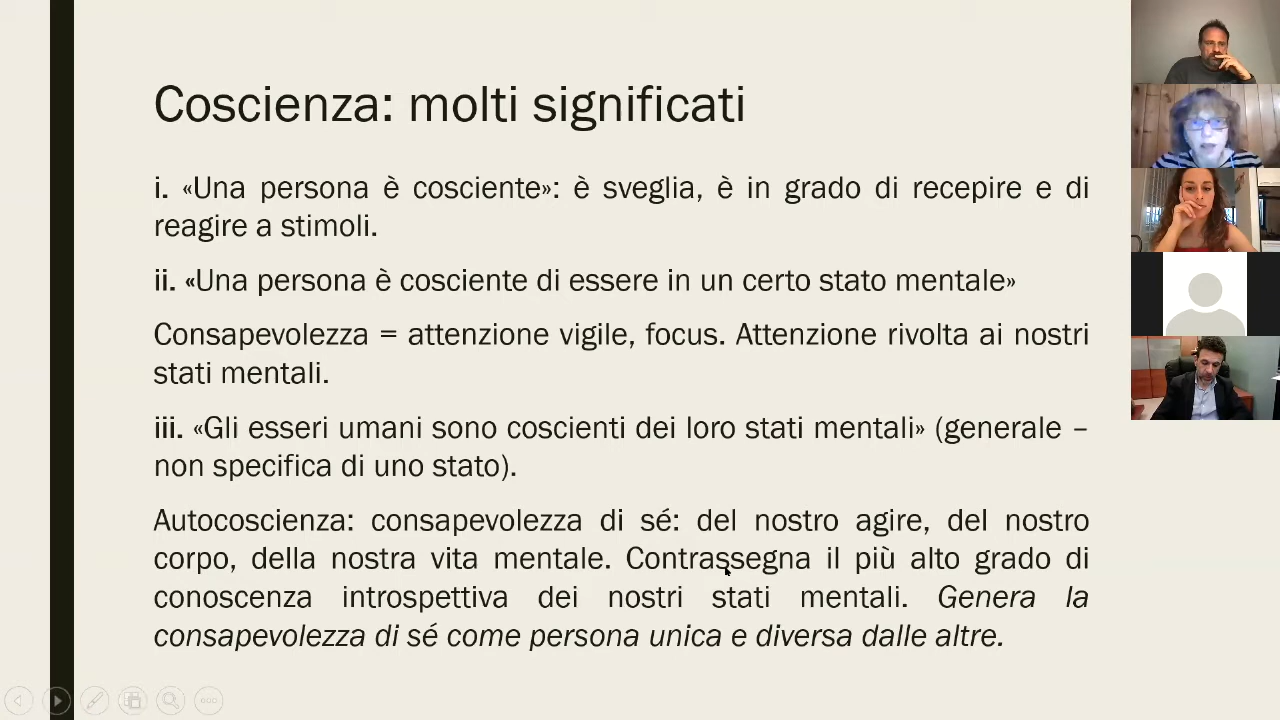 Coscienza: molti significati
i. «Una persona è cosciente»: è sveglia, è in grado di recepire e di
reagire a stimoli.
ii. «Una persona è cosciente di essere in un certo stato mentale»
Consapevolezza = attenzione vigile, focus. Attenzione rivolta ai nostri
stati mentali.
iii. «Gli esseri umani sono coscienti dei loro stati mentali» (generale –
non specifica di uno stato).
Autocoscienza: consapevolezza di sé: del nostro agire, del nostro
corpo, della nostra vita mentale. Contrassegna il più alto grado di
conoscenza introspettiva dei nostri stati mentali. Genera la
consapevolezza di sé come persona unica e diversa dalle altre.